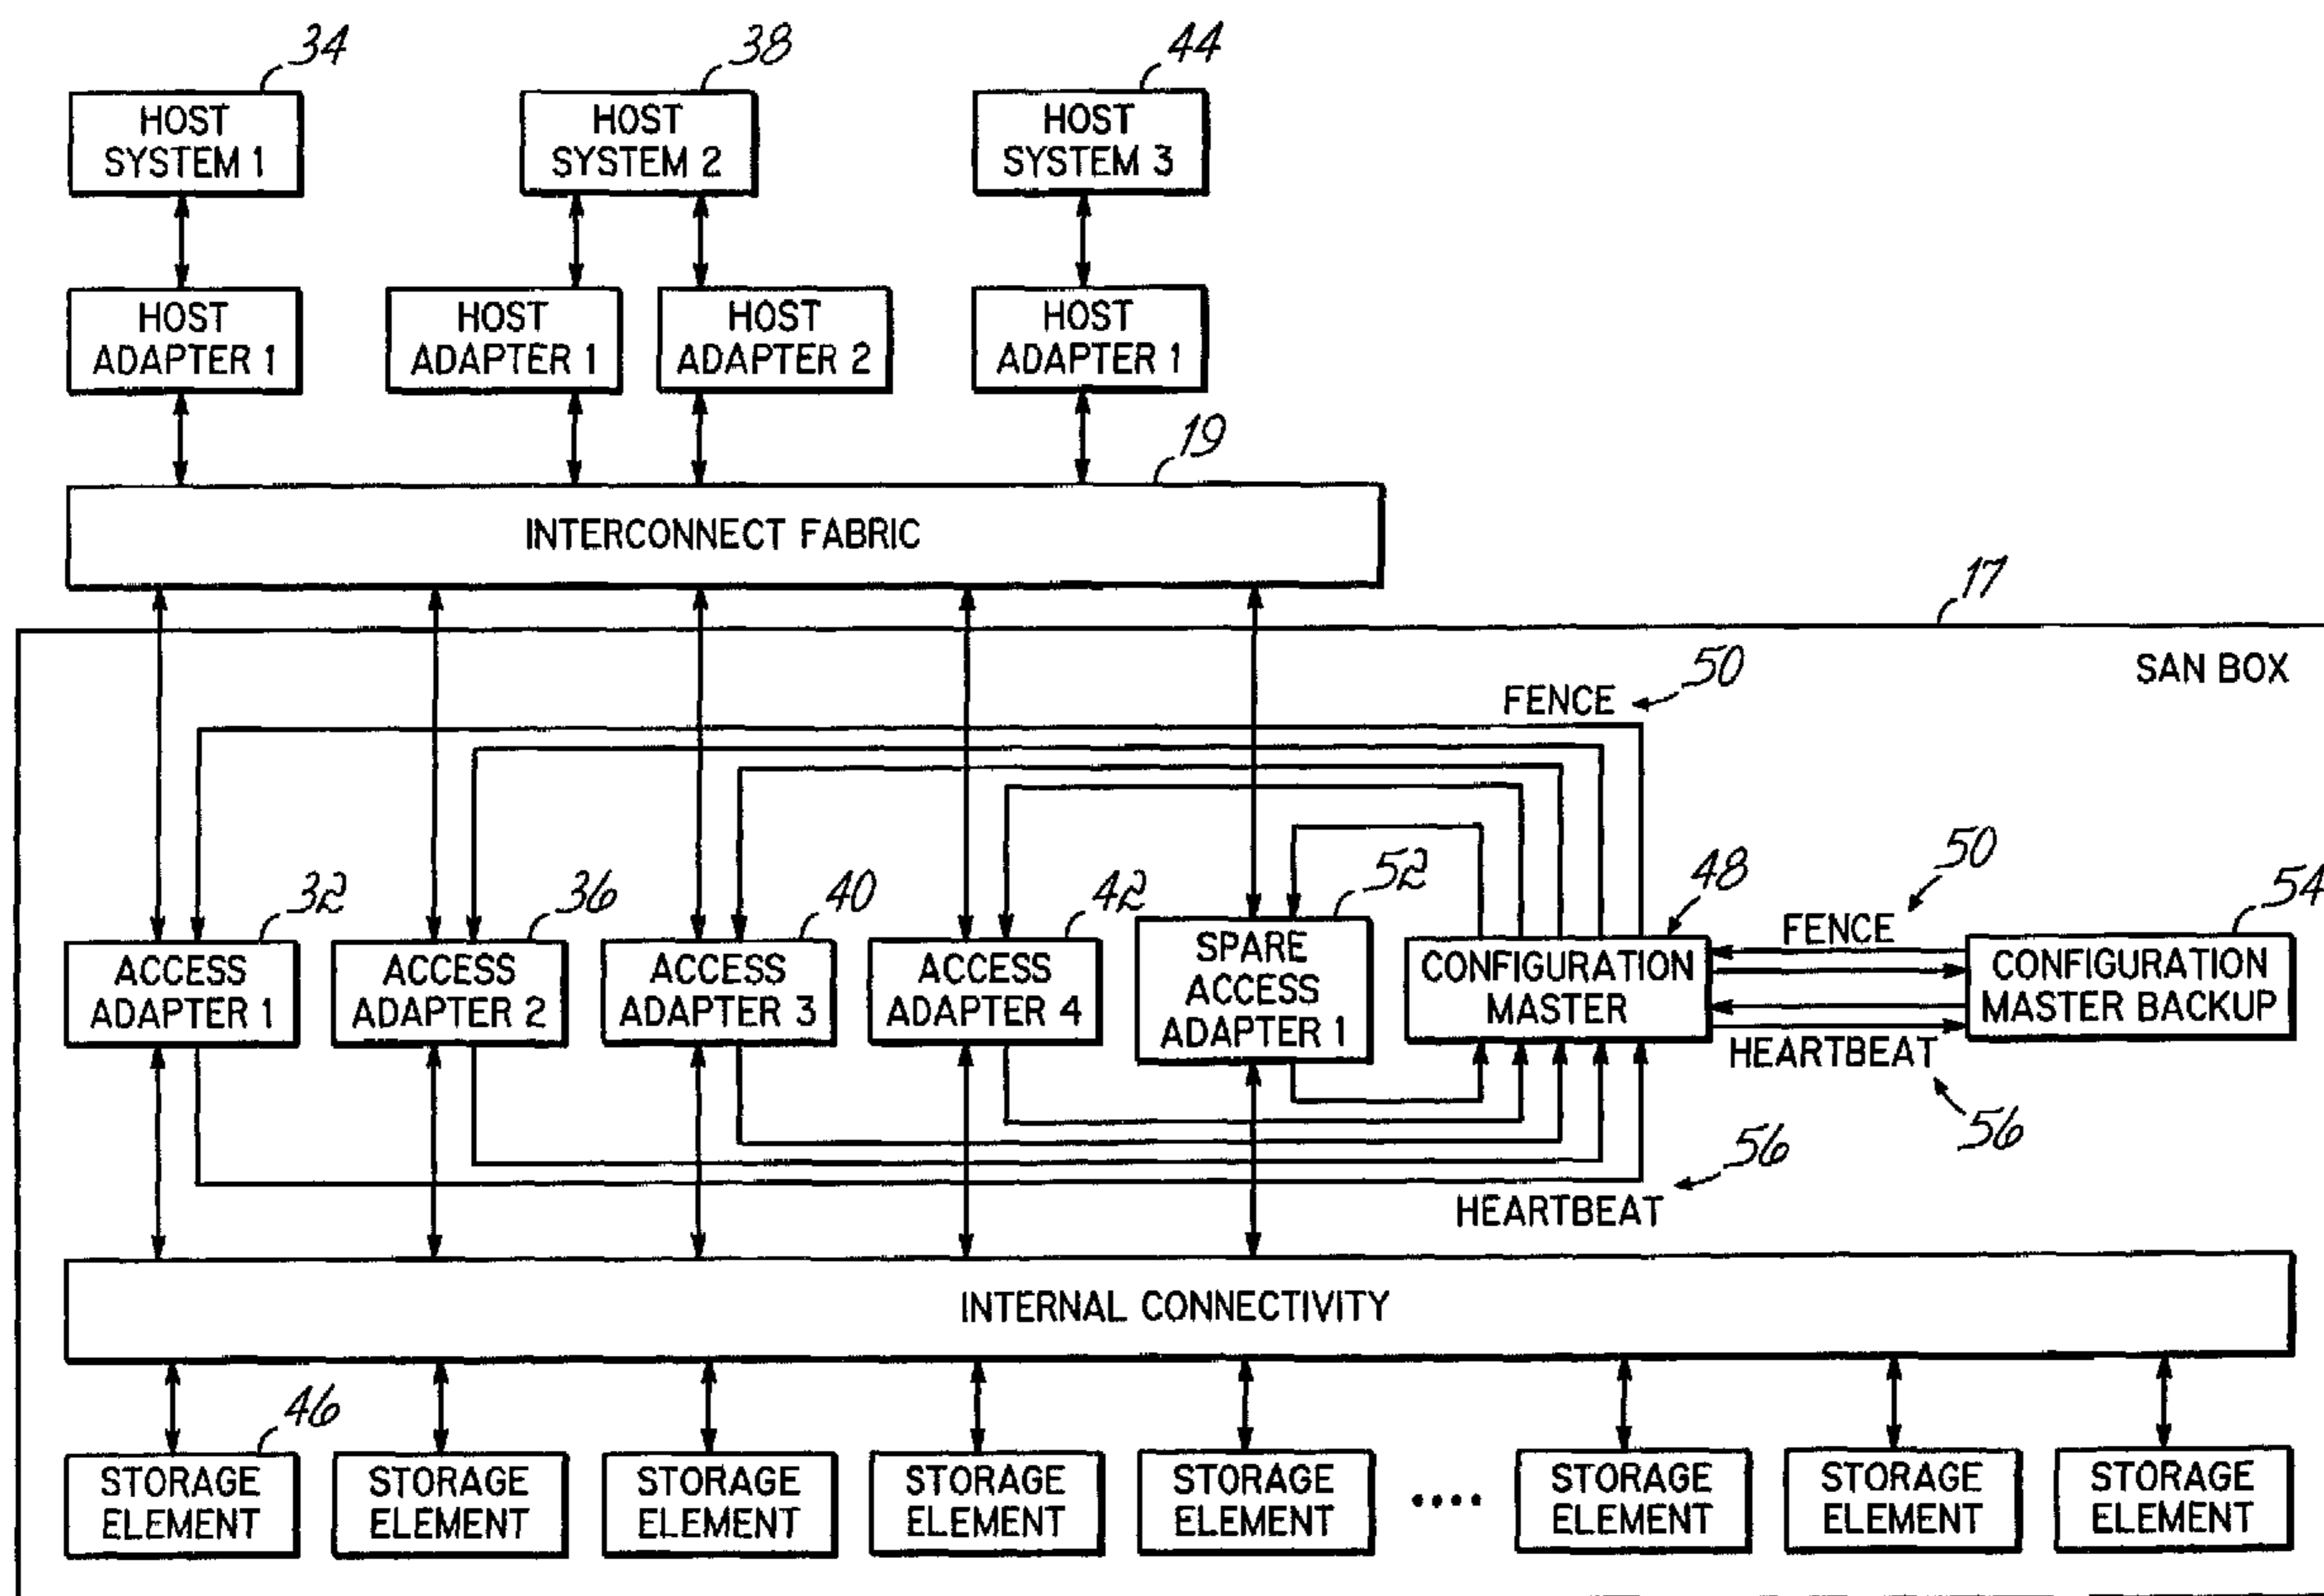 34
38
44
HOST
SYSTEM 1
HOST
SYSTEM 2
HOST
SYSTEM 3
HOST
ADAPTER 1
HOST
ADAPTER 1
HOST
ADAPTER 2
HOST
ADAPTER 1
19
INTERCONNECT FABRIC
17
SAN BOX
FENCE
50
32
36
40
42
52
48
50
54
FENCE
ACCESS
ADAPTER 1
ACCESS
ADAPTER 2
ACCESS
ADAPTER 3
ACCESS
ADAPTER 4
SPARE
ACCESS
ADAPTER 1
CONFIGURATION
MASTER
CONFIGURATION
MASTER BACKUP
HEARTBEAT
56
56
HEARTBEAT
INTERNAL CONNECTIVITY
46
STORAGE
ELEMENT
STORAGE
ELEMENT
STORAGE
ELEMENT
STORAGE
ELEMENT
STORAGE
ELEMENT
••••
STORAGE
ELEMENT
STORAGE
ELEMENT
STORAGE
ELEMENT